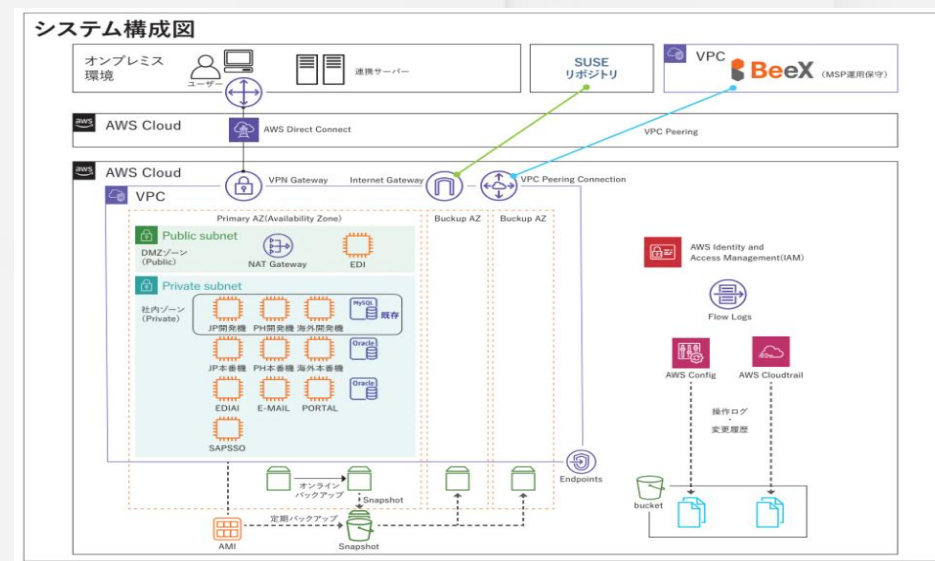 システム構成図
オンプレミス
環境
ユーザー
連携サーバー
SUSE
リポジトリ
VPC
BeeX
(MSP運用保守)
aws
AWS Cloud
AWS Direct Connect
VPC Peering
aws
AWS Cloud
VPN Gateway
Internet Gateway
VPC Peering Connection
VPC
Primary AZ(Availability Zone)
Buckup AZ
Buckup AZ
Public subnet
DMZゾーン
(Public)
NAT Gateway
EDI
Private subnet
社内ゾーン
(Private)
MySQL
既存
JP開発機
PH開発機
海外開発機
Oracle
JP本番機
PH本番機
海外本番機
Oracle
EDIAI
E-MAIL
PORTAL
SAPSSO
AWS Identity and
Access Management(IAM)
Flow Logs
AWS Config
AWS Cloudtrail
操作ログ
・
変更履歴
Endpoints
オンライン
バックアップ
Snapshot
定期バックアップ
AMI
Snapshot
bucket